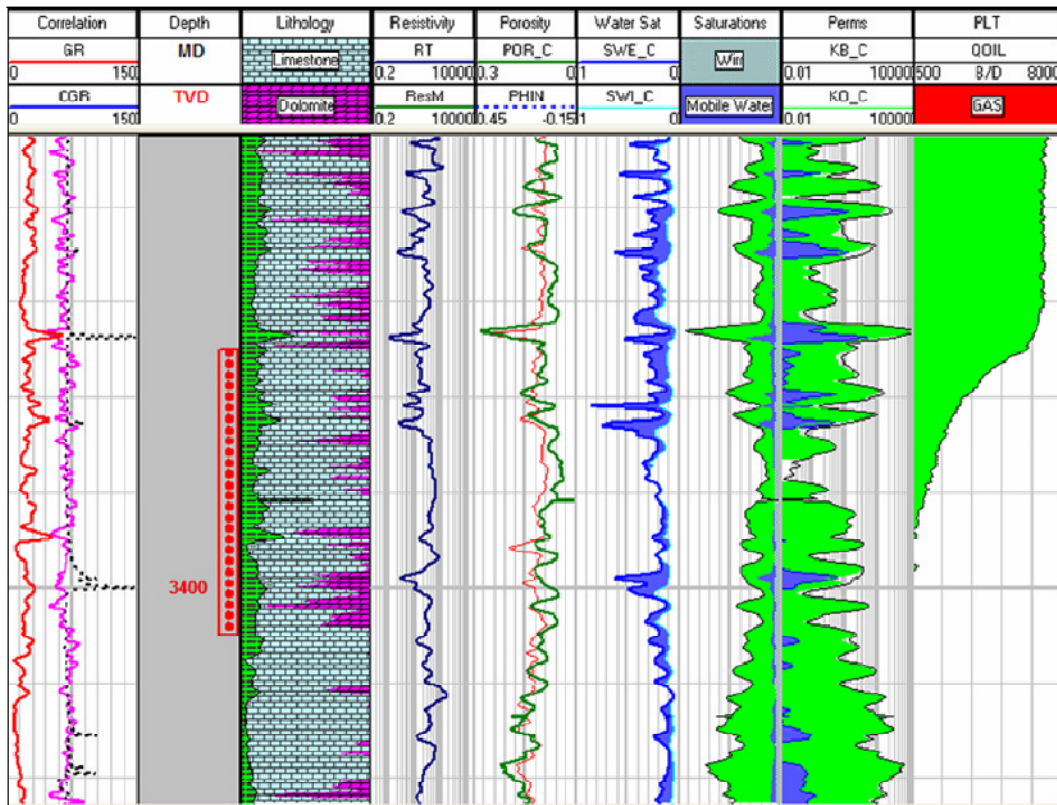 Correlation Depth Lithology Resistivity Porosity Water Sat Saturations Perms PLT
GR MD Limestone RT POR_C SWE_C Wirr KB_C QOIL
0 150. 0.2 10000. 0.3 0. 1 0. 0.01 100000. 500 B/D 8000
CGR TVD Dolomite ResM PHIN SWI_C Mobile Water KO_C GAS
0 150. 0.2 10000. 0.45 -0.15 1 0. 0.01 100000.
3400